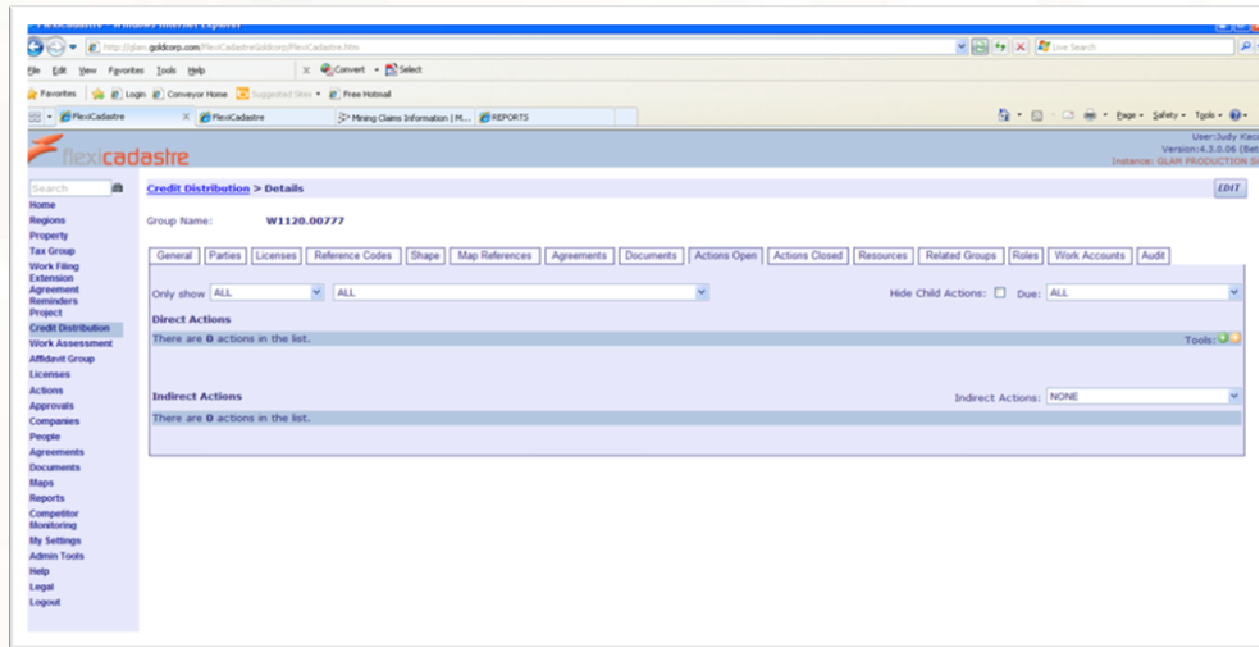 FlexiCadastre - Windows Internet Explorer
http://glam.goldcorp.com/FlexiCadastreGoldcorp/FlexiCadastre.htm
Live Search
File Edit View Favorites Tools Help
Convert Select
Favorites Login Conveyor Home Suggested Sites Free Hotmail
FlexiCadastre FlexiCadastre Mining Claims Information | M... REPORTS
Page Safety Tools
flexicadastre
User:Judy
Version:4.3.0.06 (Bet
Instance: GLAM PRODUCTION
Search
Credit Distribution > Details
EDIT
Home
Regions
Property
Tax Group
Work Filing
Extension
Agreement
Reminders
Project
Credit Distribution
Work Assessment
Affidavit Group
Licenses
Actions
Approvals
Companies
People
Agreements
Documents
Maps
Reports
Competitor
Monitoring
My Settings
Admin Tools
Help
Legal
Logout
Group Name: W1120.00777
General Parties Licenses Reference Codes Shape Map References Agreements Documents Actions Open Actions Closed Resources Related Groups Roles Work Accounts Audit
Only show ALL ALL Hide Child Actions: Due: ALL
Direct Actions
There are 0 actions in the list. Tools:
Indirect Actions Indirect Actions: NONE
There are 0 actions in the list.